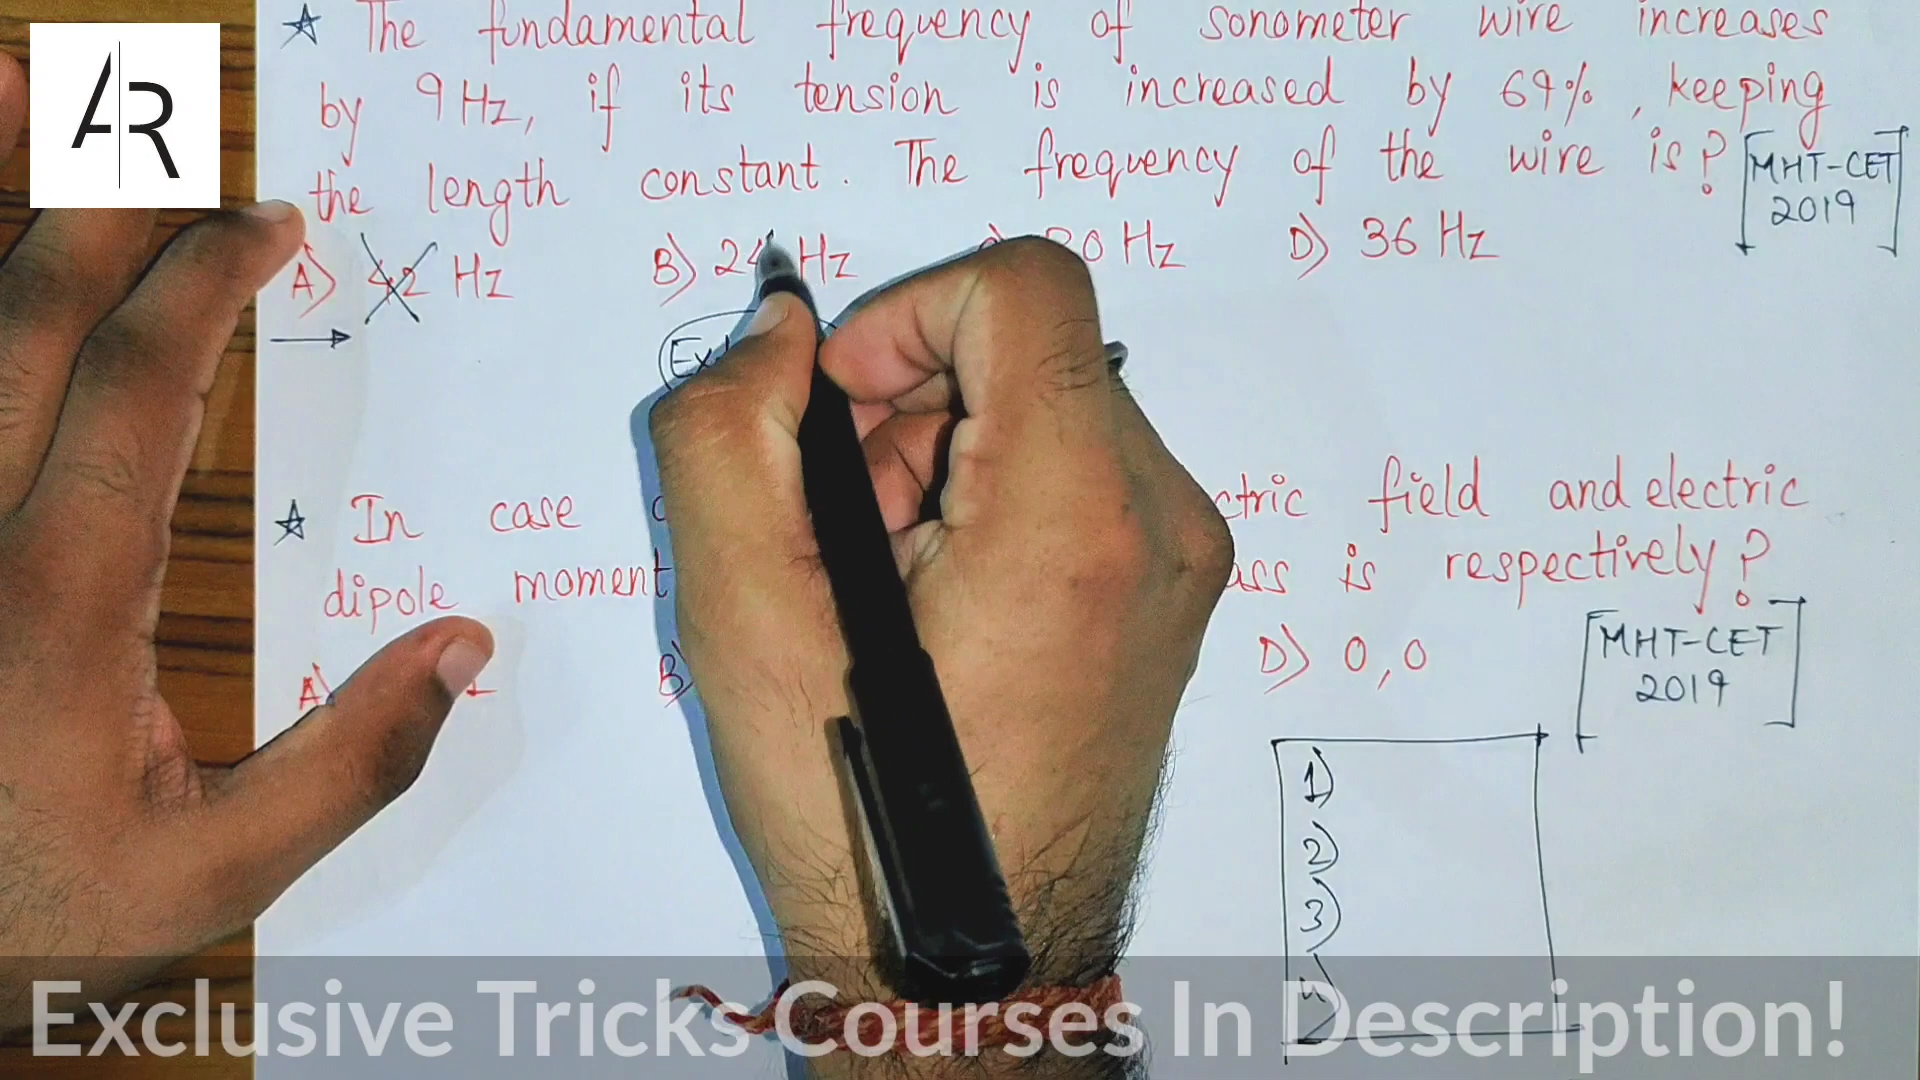 AR
The fundamental frequency of sonometer wire increases
by 9 Hz, if its tension is increased by 69%, keeping
the length constant. The frequency of the wire is?
[MHT-CET
2019]
A) 42 Hz B) 24 Hz 30 Hz D) 36 Hz
In case field and electric
dipole moment is respectively?
[MHT-CET
2019]
A) B) D) 0,0
1)
2)
3)
4)
Exclusive Tricks Courses In Description!